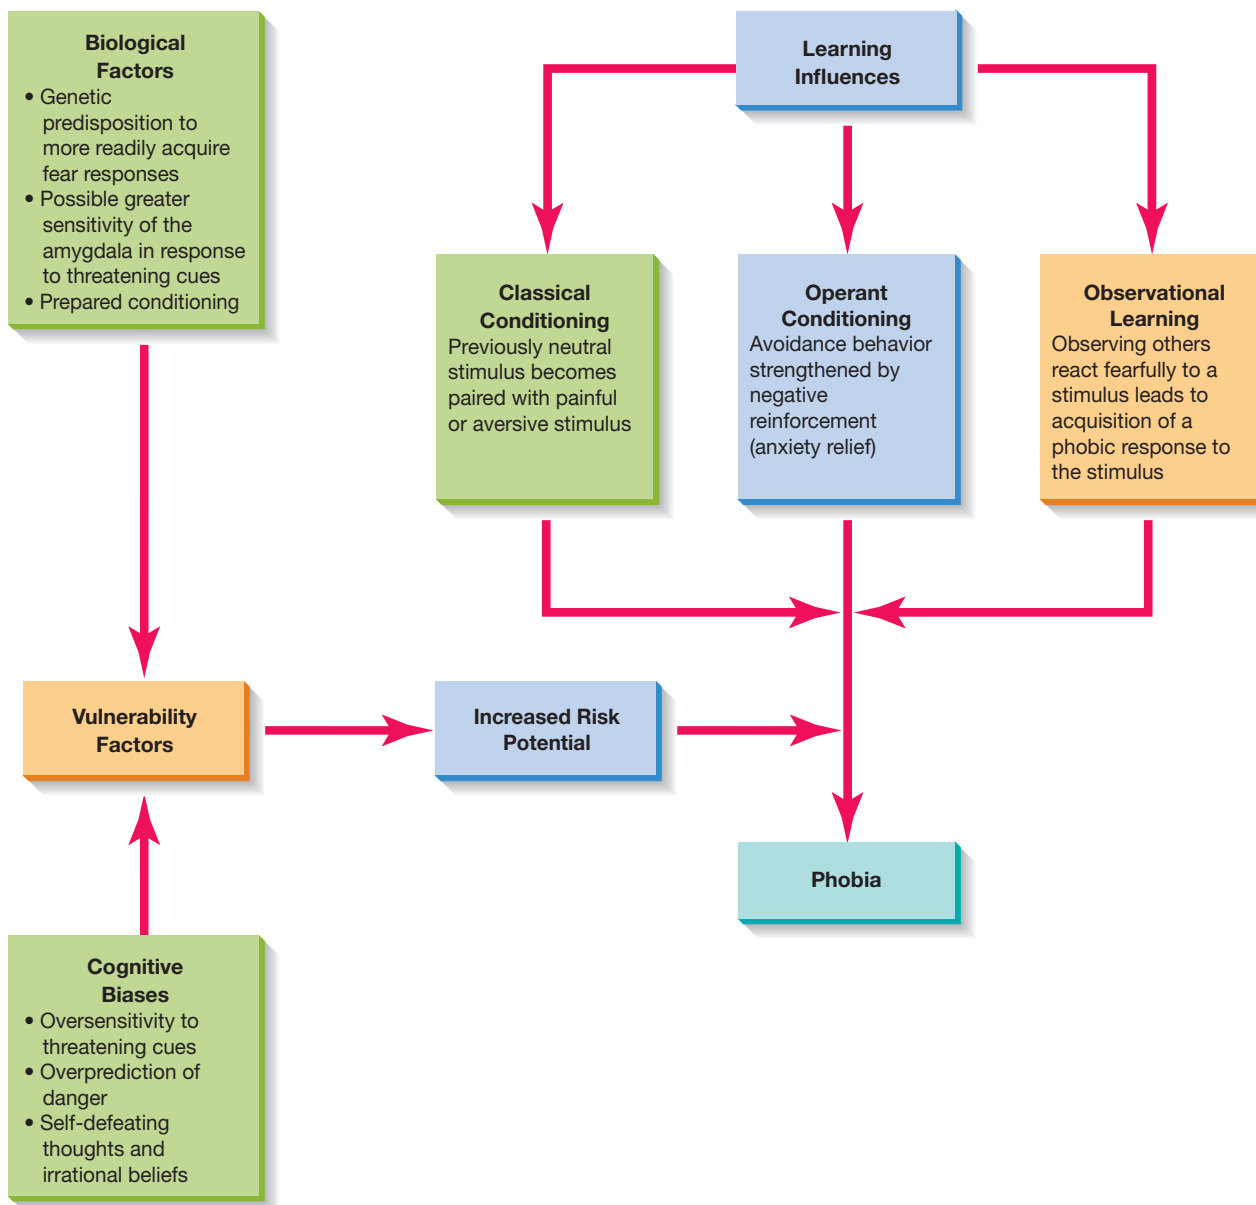 Biological
Factors
• Genetic
predisposition to
more readily acquire
fear responses
• Possible greater
sensitivity of the
amygdala in response
to threatening cues
• Prepared conditioning
Learning
Influences
Classical
Conditioning
Previously neutral
stimulus becomes
paired with painful
or aversive stimulus
Operant
Conditioning
Avoidance behavior
strengthened by
negative
reinforcement
(anxiety relief)
Observational
Learning
Observing others
react fearfully to a
stimulus leads to
acquisition of a
phobic response to
the stimulus
Vulnerability
Factors
Increased Risk
Potential
Phobia
Cognitive
Biases
• Oversensitivity to
threatening cues
• Overprediction of
danger
• Self-defeating
thoughts and
irrational beliefs